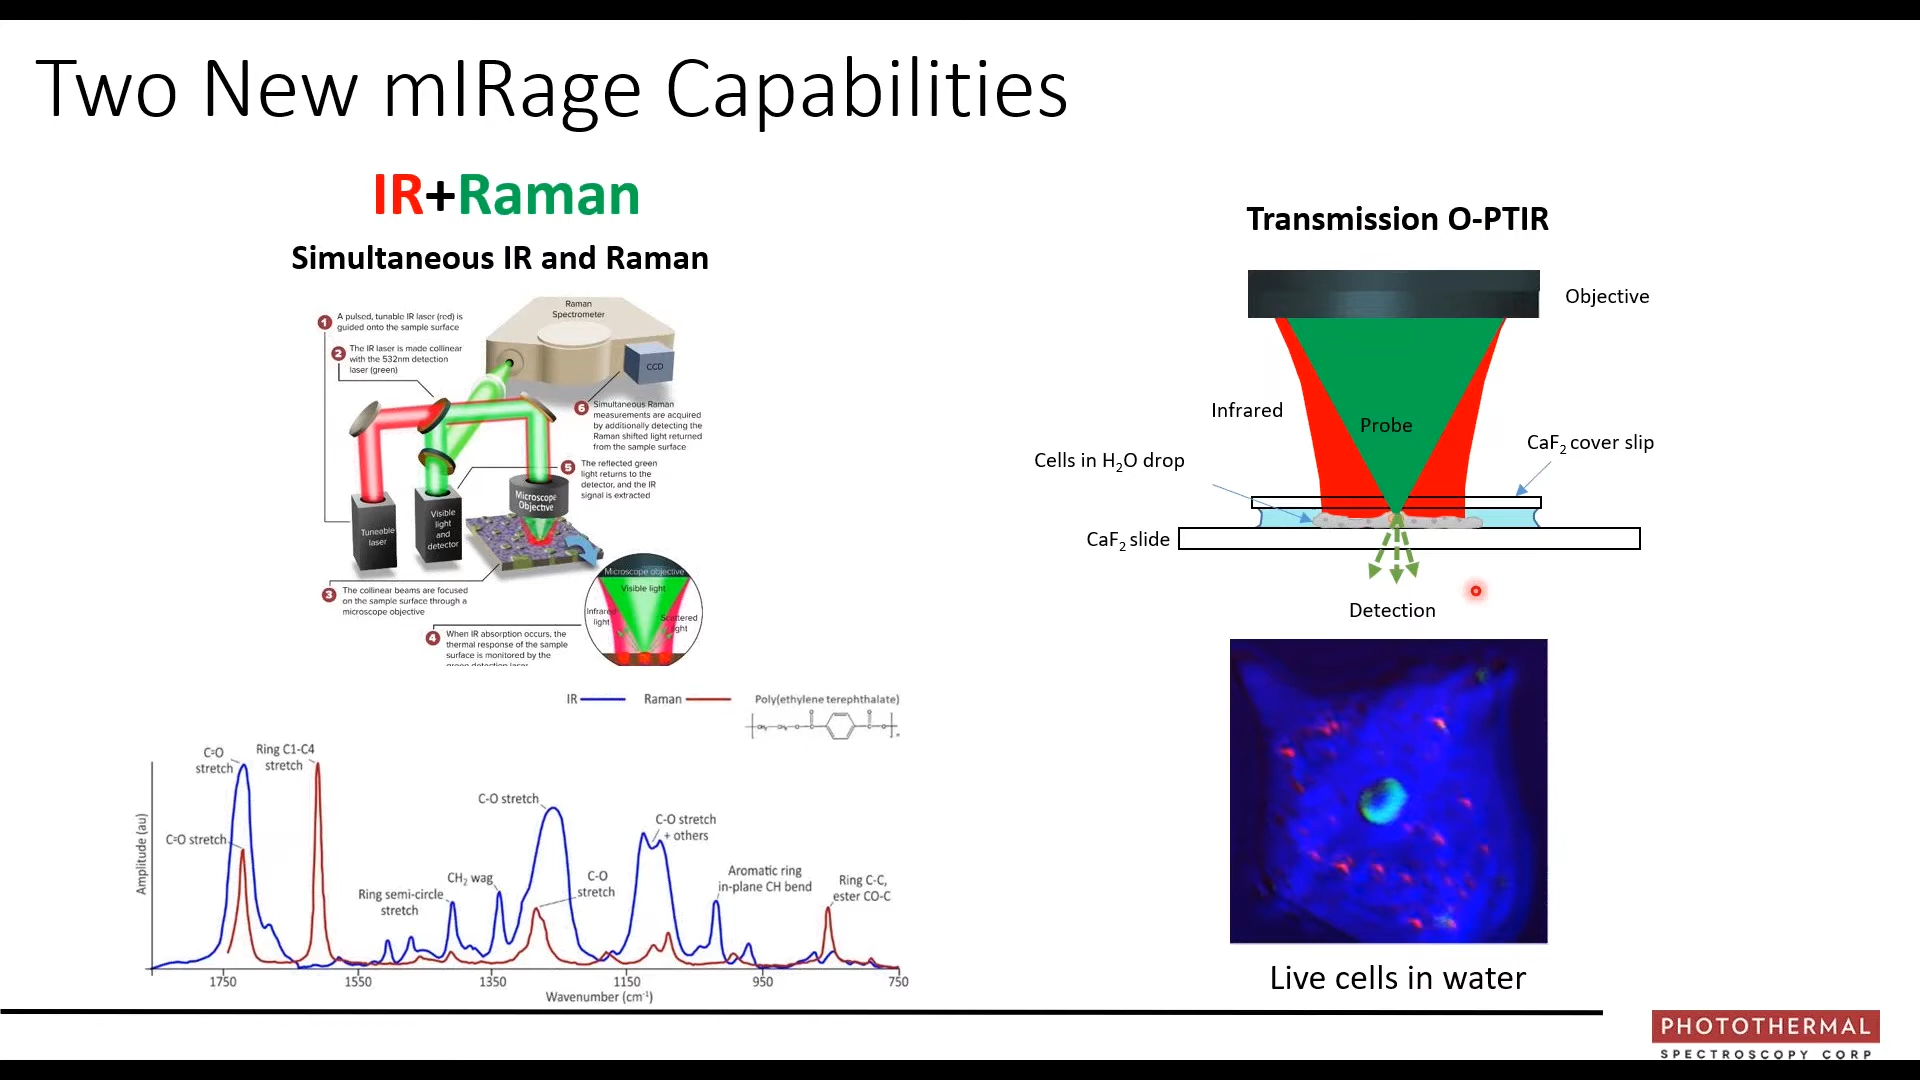 Two New mIRage Capabilities
IR+Raman
Simultaneous IR and Raman
Raman
Spectrometer
CCD
1
A pulsed, tunable IR laser (red) is
guided onto the sample surface
2
The IR laser is made collinear
with the 532nm detection
laser (green)
6
Simultaneous Raman
measurements are acquired
by additionally detecting the
Raman shifted light returned
from the sample surface
5
The reflected green
light returns to the
detector, and the IR
signal is extracted
Microscope
Objective
Visible
light
and
detector
Tuneable
laser
3
The collinear beams are focused
on the sample surface through a
microscope objective
Microscope objective
Visible light
Infrared
light
Scattered
light
4
When IR absorption occurs, the
thermal response of the sample
surface is monitored by the
green detection laser
IR
Raman
Poly(ethylene terephthalate)
O
O
CH₂
CH₂
O
C
C
O
n
C=O
stretch
Ring C1-C4
stretch
C=O stretch
C-O stretch
C-O stretch
+ others
Ring semi-circle
stretch
CH₂ wag
C-O
stretch
Aromatic ring
in-plane CH bend
Ring C-C,
ester CO-C
Amplitude (au)
1750
1550
1350
1150
950
750
Wavenumber (cm⁻¹)
Transmission O-PTIR
Objective
Infrared
Probe
CaF₂ cover slip
Cells in H₂O drop
CaF₂ slide
Detection
Live cells in water
PHOTOTHERMAL
SPECTROSCOPY CORP